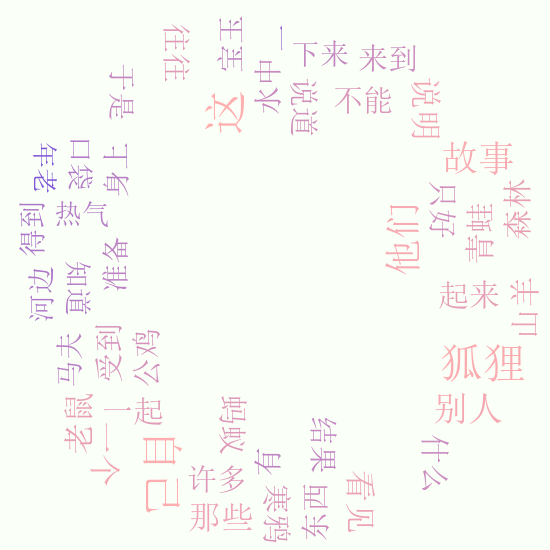 往往
宝宝
一
下来
来到
于是
这
水中
说道
不能
说明
故事
年老
口袋
身上
只好
青蛙
森林
得到
热气
他们
河边
知道
准备
起来
山羊
马夫
受到
公鸡
狐狸
别人
老鼠
一起
一个
自己
蚂蚁
许多
那些
有
寒鸦
结果
东西
看见
什么